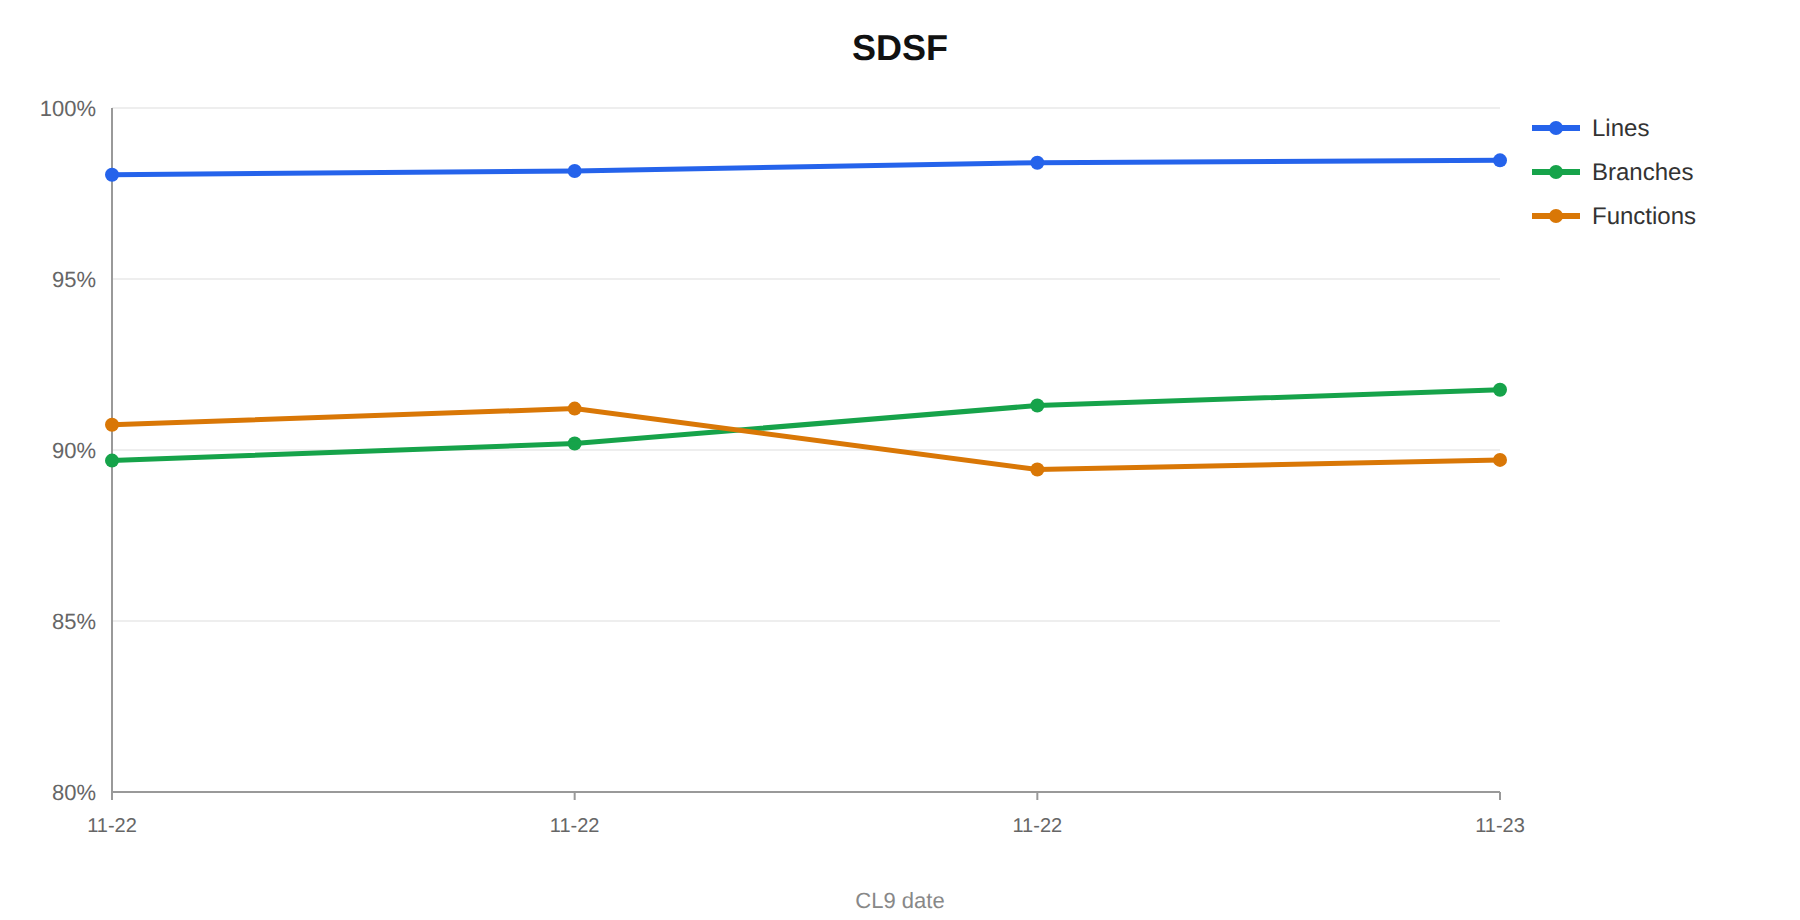 SDSF
100%
95%
90%
85%
80%
11-22
11-22
11-22
11-23
CL9 date
Lines
Branches
Functions